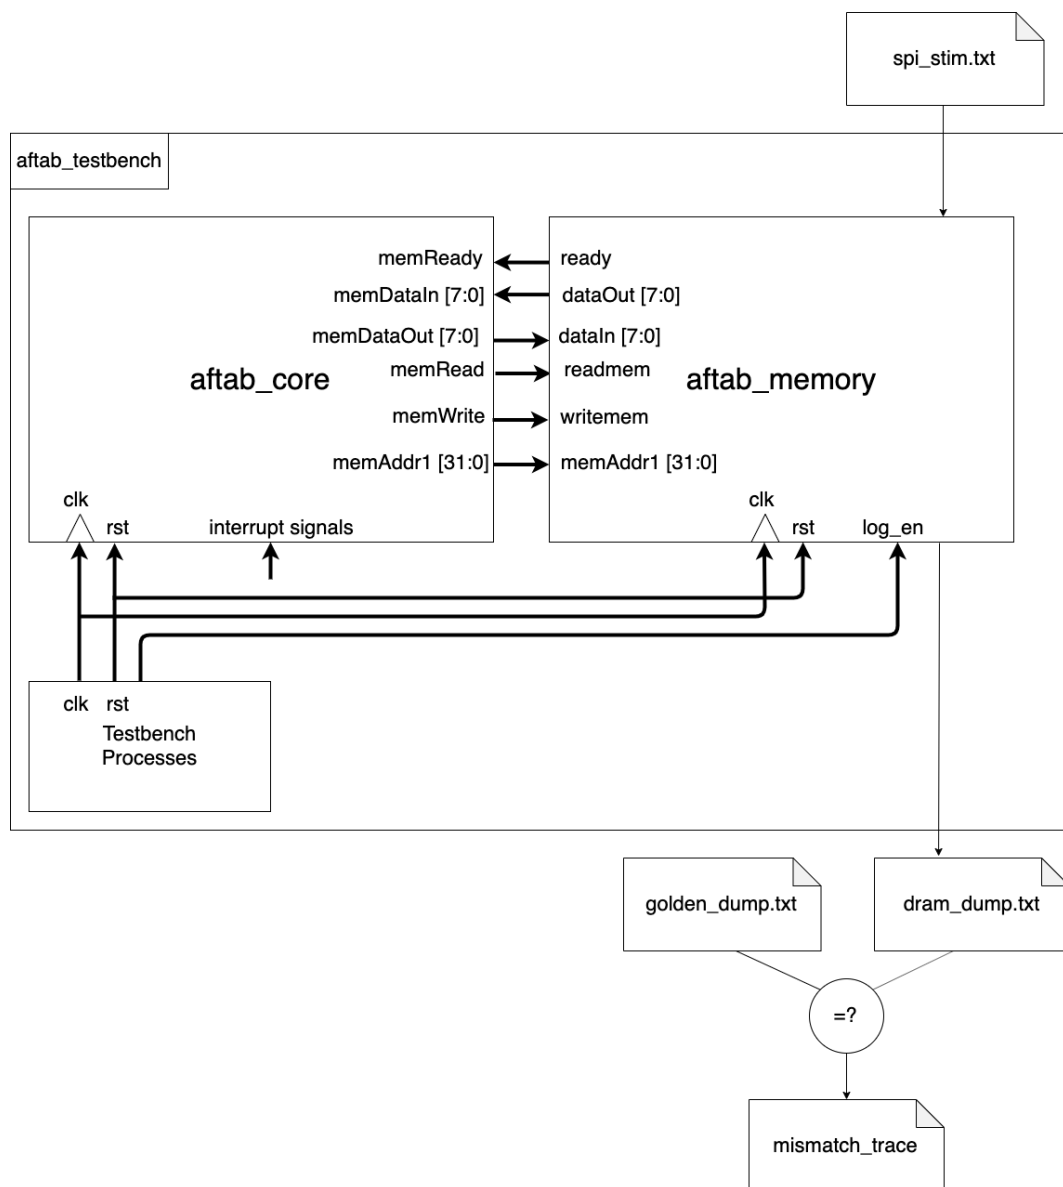 spi_stim.txt
aftab_testbench
memReady
ready
memDataIn [7:0]
dataOut [7:0]
memDataOut [7:0]
dataIn [7:0]
memRead
readmem
aftab_core
aftab_memory
memWrite
writemem
memAddr1 [31:0]
memAddr1 [31:0]
clk
rst
interrupt signals
clk
rst
log_en
clk
rst
Testbench
Processes
golden_dump.txt
dram_dump.txt
=?
mismatch_trace